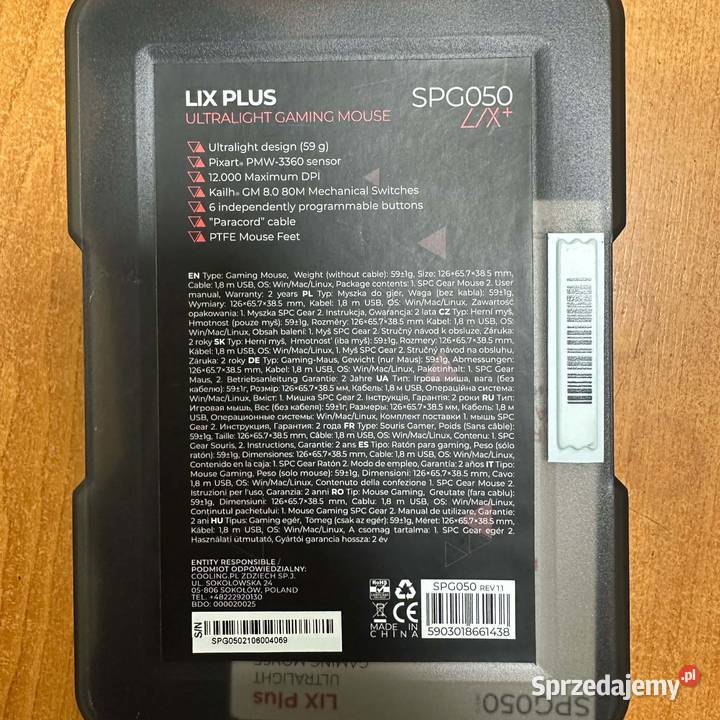 LIX PLUS
ULTRALIGHT GAMING MOUSE
SPG050
LIX+
Ultralight design (59 g)
Pixart® PMW-3360 sensor
12.000 Maximum DPI
Kailh® GM 8.0 80M Mechanical Switches
6 independently programmable buttons
"Paracord" cable
PTFE Mouse Feet
EN Type: Gaming Mouse, Weight (without cable): 59±1g, Size: 126×65.7×38.5 mm,
Cable: 1,8 m USB, OS: Win/Mac/Linux, Package contents: 1. SPC Gear Mouse 2. User
manual, Warranty: 2 years PL Typ: Myszka do gier, Waga (bez kabla): 59±1g,
Wymiary: 126×65.7×38.5 mm, Kabel: 1,8 m USB, OS: Win/Mac/Linux, Zawartość
opakowania: 1. Myszka SPC Gear 2. Instrukcja, Gwarancja: 2 lata CZ Typ: Herní myš,
Hmotnost (pouze myš): 59±1g, Rozměry: 126×65.7×38.5 mm, Kabel: 1,8 m USB, OS:
Win/Mac/Linux, Obsah balení: 1. Myš SPC Gear 2. Stručný návod k obsluze, Záruka:
2 roky SK Typ: Herní myš, Hmotnosť (iba myš): 59±1g, Rozmery: 126×65.7×38.5 mm,
Kábel: 1,8 m USB, OS: Win/Mac/Linux, 1. Myš SPC Gear 2. Stručný návod na obsluhu,
Záruka: 2 roky DE Typ: Gaming-Maus, Gewicht (nur Maus): 59±1g, Abmessungen:
126×65.7×38.5 mm, Kabel: 1,8 m USB, OS: Win/Mac/Linux, Paketinhalt: 1. SPC Gear
Maus, 2. Betriebsanleitung Garantie: 2 Jahre UA Тип: Ігрова миша, вага (без
кабелю): 59±1г, Розмір: 126×65.7×38.5 мм, Кабель: 1,8 м USB, Операційна система:
Win/Mac/Linux, Вміст: 1. Мишка SPC Gear 2. Інструкція, Гарантія: 2 роки RU Тип:
Игровая мышь, Вес (без кабеля): 59±1г; Размеры: 126×65.7×38.5 мм, Кабель: 1,8 м
USB, Операционные системы: Win/Mac/Linux, Комплект поставки: 1. мышь SPC
Gear 2. Инструкция, Гарантия: 2 года FR Type: Souris Gamer, Poids (Sans câble):
59±1g, Taille: 126×65.7×38.5 mm, Câble: 1,8 m USB, OS: Win/Mac/Linux, Contenu: 1. SPC
Gear Souris, 2. Instructions, Garantie: 2 ans ES Tipo: Ratón para gaming, Peso (sólo
ratón): 59±1g, Dimensiones: 126×65.7×38.5 mm, Cable: 1,8 m USB, OS: Win/Mac/Linux,
Contenido en la caja: 1. SPC Gear Ratón 2. Modo de empleo, Garantía: 2 años IT Tipo:
Mouse Gaming, Peso (solo mouse): 59±1g, Dimensioni: 126×65.7×38.5 mm, Cavo:
1,8 m USB, OS: Win/Mac/Linux, Contenuto della confezione 1. SPC Gear Mouse 2.
Istruzioni per l'uso, Garanzia: 2 anni RO Tip: Mouse Gaming, Greutate (fara cablu):
59±1g, Dimensiuni: 126×65.7×38.5 mm, Cablu: 1,8 m USB, OS: Win/Mac/Linux,
Conținutul pachetului: 1. Mouse Gaming SPC Gear 2. Manual de utilizare, Garantie:
2 ani HU Tipus: Gaming egér, Tömeg (csak az egér): 59±1g, Méret: 126×65.7×38.5 mm,
Kábel: 1,8 m USB, OS: Win/Mac/Linux, A csomag tartalma: 1. SPC Gear egér 2.
Használati útmutató, Gyártói garancia hossza: 2 év
ENTITY RESPONSIBLE /
PODMIOT ODPOWIEDZIALNY:
COOLING.PL ZDZIECH SP.J.
UL. SOKOŁOWSKA 24
05-806 SOKOŁÓW, POLAND
TEL. +48222920130
BDO: 000020025
S/N
SPG0502106004069
RoHS
CE
MADE IN
CHINA
SPG050 REV 1.1
5903018661438
GAMING MOUSE
ULTRALIGHT
LIX Plus
SPG050
Sprzedajemy.pl